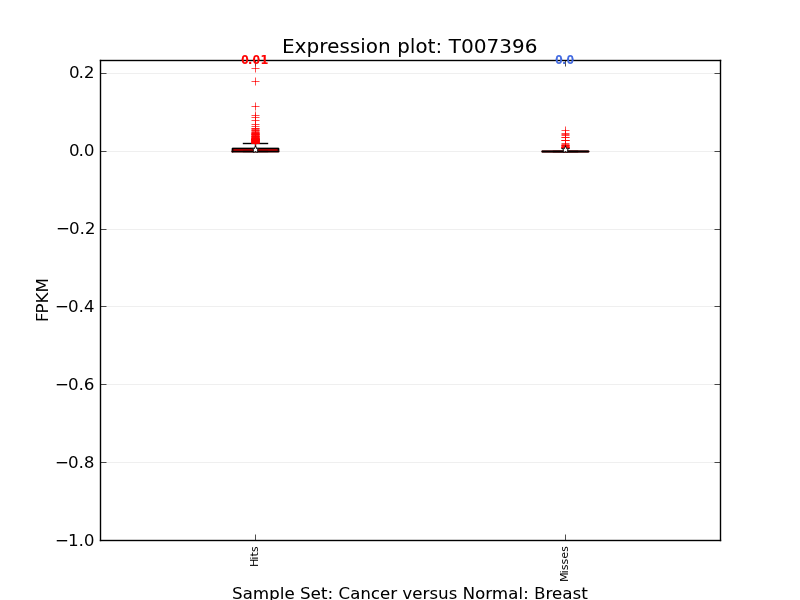 Expression plot: T007396
0.01
0.0
0.2
0.0
−0.2
−0.4
−0.6
−0.8
−1.0
FPKM
Hits
Misses
Sample Set: Cancer versus Normal: Breast